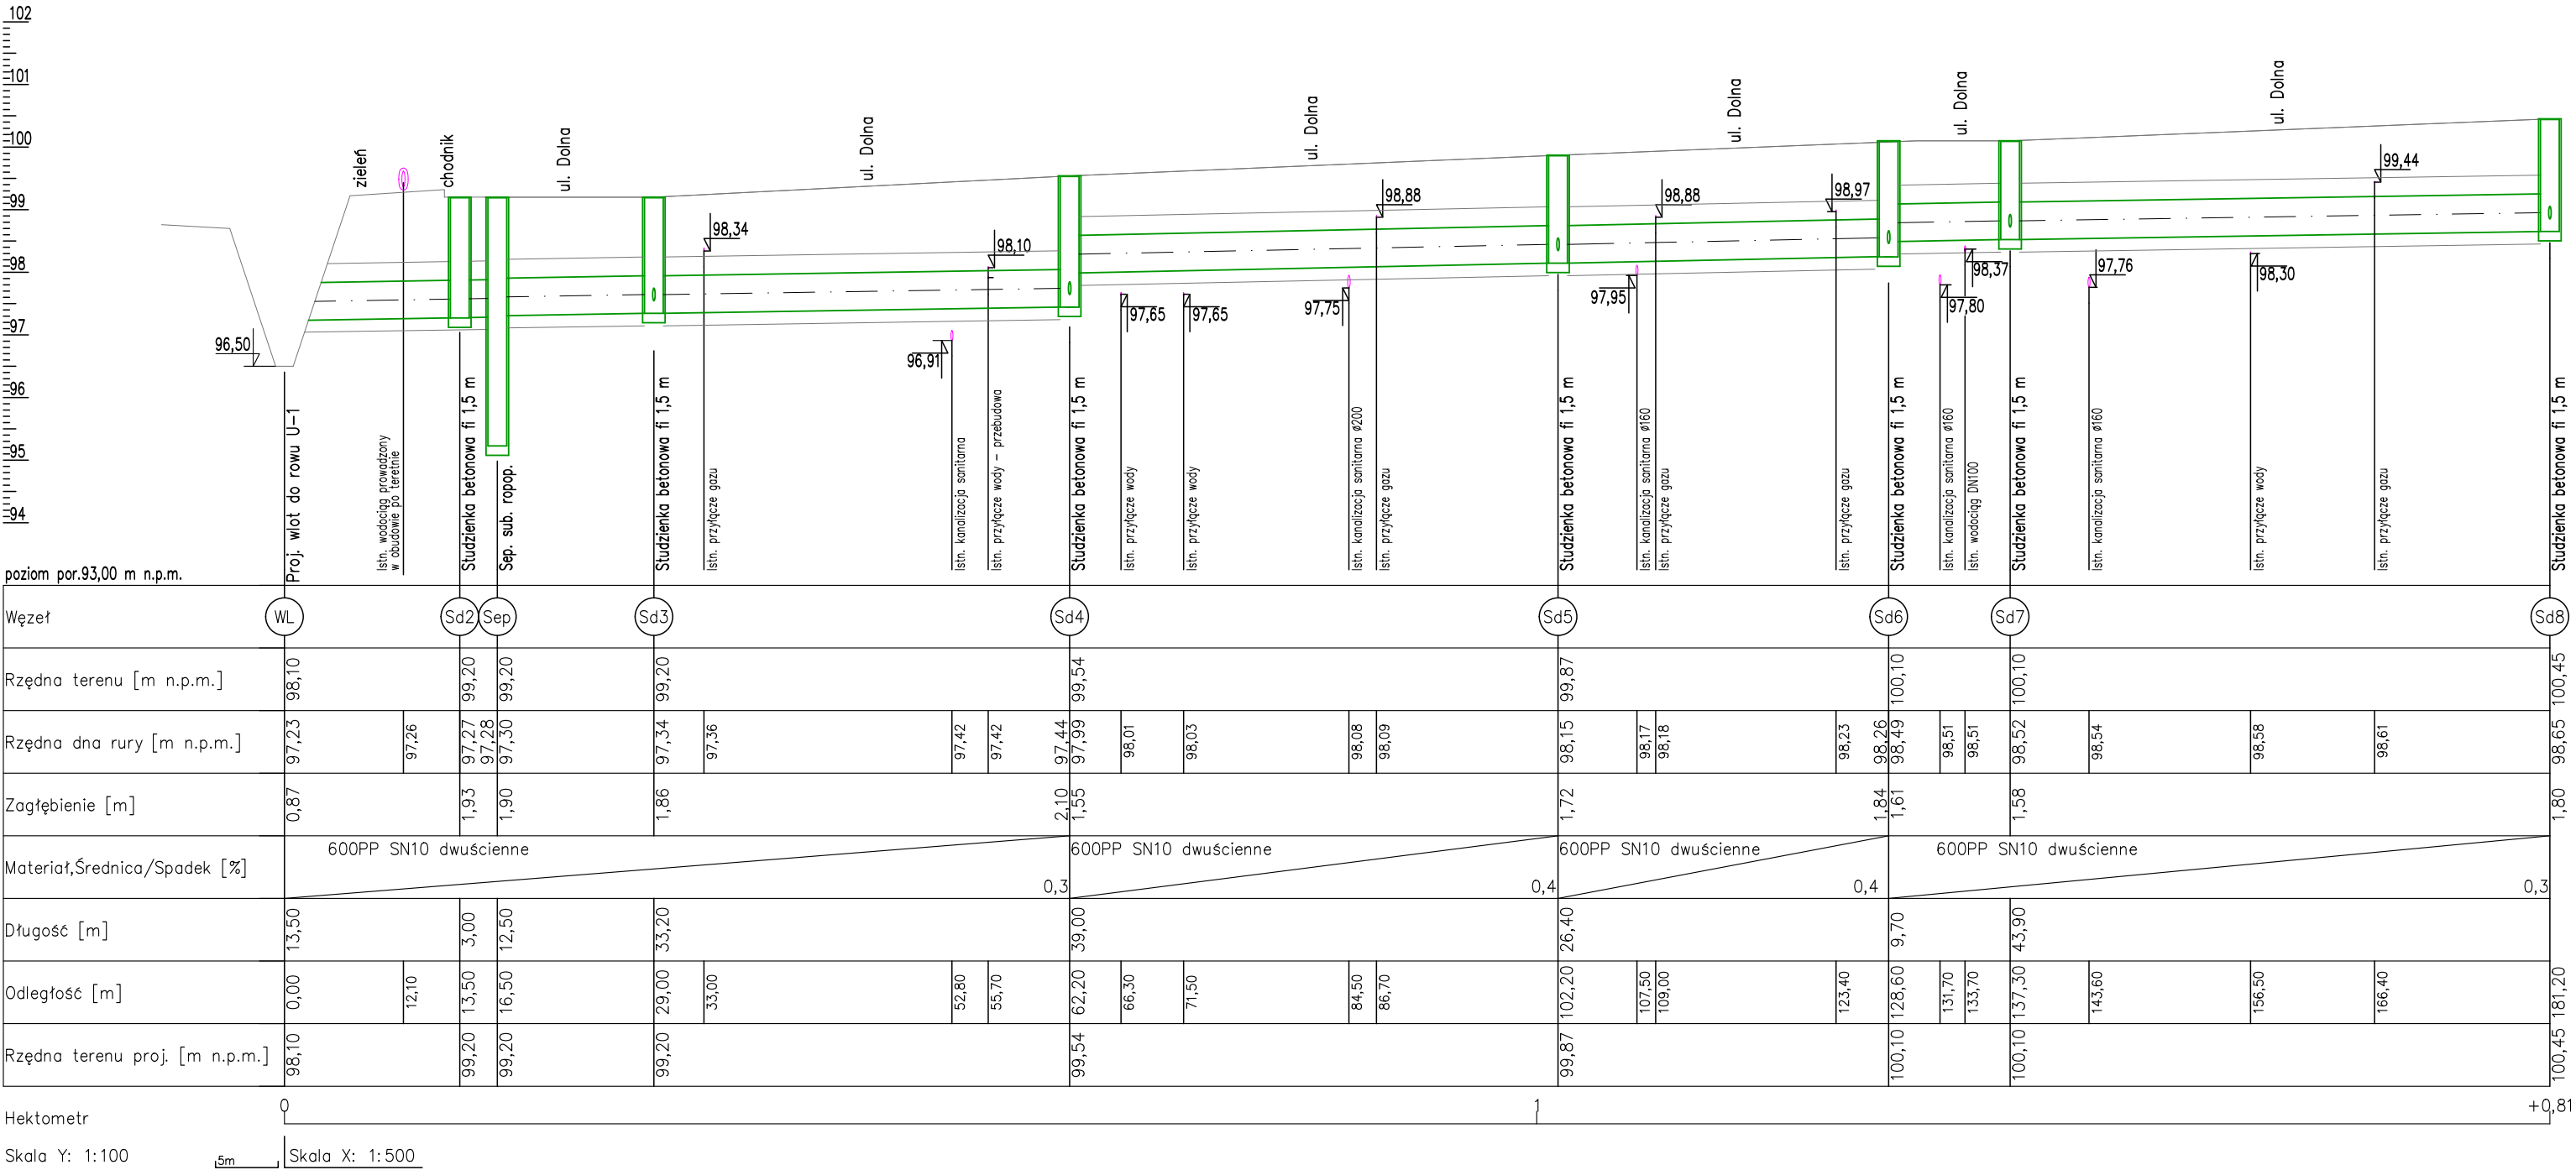 102
101
100
99
98
97
96
95
94
zieleń
chodnik
ul. Dolna
ul. Dolna
ul. Dolna
ul. Dolna
ul. Dolna
ul. Dolna
96,50
98,34
96,91
98,10
97,65
97,65
97,75
98,88
97,95
98,88
98,97
97,80
98,37
97,76
98,30
99,44
Proj. wlot do rowu U-1
Istn. wodociąg prowadzony
w obudowie po teretnie
Studzienka betonowa fi 1,5 m
Sep. sub. ropop.
Studzienka betonowa fi 1,5 m
Istn. przyłącze gazu
Istn. kanalizacja sanitarna
Istn. przyłącze wody - przebudowa
Studzienka betonowa fi 1,5 m
Istn. przyłącze wody
Istn. przyłącze wody
Istn. kanalizacja sanitarna ø200
Istn. przyłącze gazu
Studzienka betonowa fi 1,5 m
Istn. kanalizacja sanitarna ø160
Istn. przyłącze gazu
Istn. przyłącze gazu
Studzienka betonowa fi 1,5 m
Istn. kanalizacja sanitarna ø160
Istn. wodociąg DN100
Studzienka betonowa fi 1,5 m
Istn. kanalizacja sanitarna ø160
Istn. przyłącze wody
Istn. przyłącze gazu
Studzienka betonowa fi 1,5 m
poziom por.93,00 m n.p.m.
Węzeł WL Sd2 Sep Sd3 Sd4 Sd5 Sd6 Sd7 Sd8
Rzędna terenu [m n.p.m.] 98,10 99,20 99,20 99,20 99,54 99,87 100,10 100,10 100,45
Rzędna dna rury [m n.p.m.] 97,23 97,26 97,27 97,28 97,30 97,34 97,36 97,42 97,42 97,44 97,99 98,01 98,03 98,08 98,09 98,15 98,17 98,18 98,23 98,26 98,49 98,51 98,51 98,52 98,54 98,58 98,61 98,65
Zagłębienie [m] 0,87 1,93 1,90 1,86 2,10 1,55 1,72 1,84 1,61 1,58 1,80
Materiał,Średnica/Spadek [%] 600PP SN10 dwuścienne 0,3 600PP SN10 dwuścienne 0,4 600PP SN10 dwuścienne 0,4 600PP SN10 dwuścienne 0,3
Długość [m] 13,50 3,00 12,50 33,20 39,00 26,40 9,70 43,90
Odległość [m] 0,00 12,10 13,50 16,50 29,00 33,00 52,80 55,70 62,20 66,30 71,50 84,50 86,70 102,20 107,50 109,00 123,40 128,60 131,70 133,70 137,30 143,60 156,50 166,40 181,20
Rzędna terenu proj. [m n.p.m.] 98,10 99,20 99,20 99,20 99,54 99,87 100,10 100,10 100,45
Hektometr 0 1 +0,81
Skala Y: 1:100 5m Skala X: 1:500